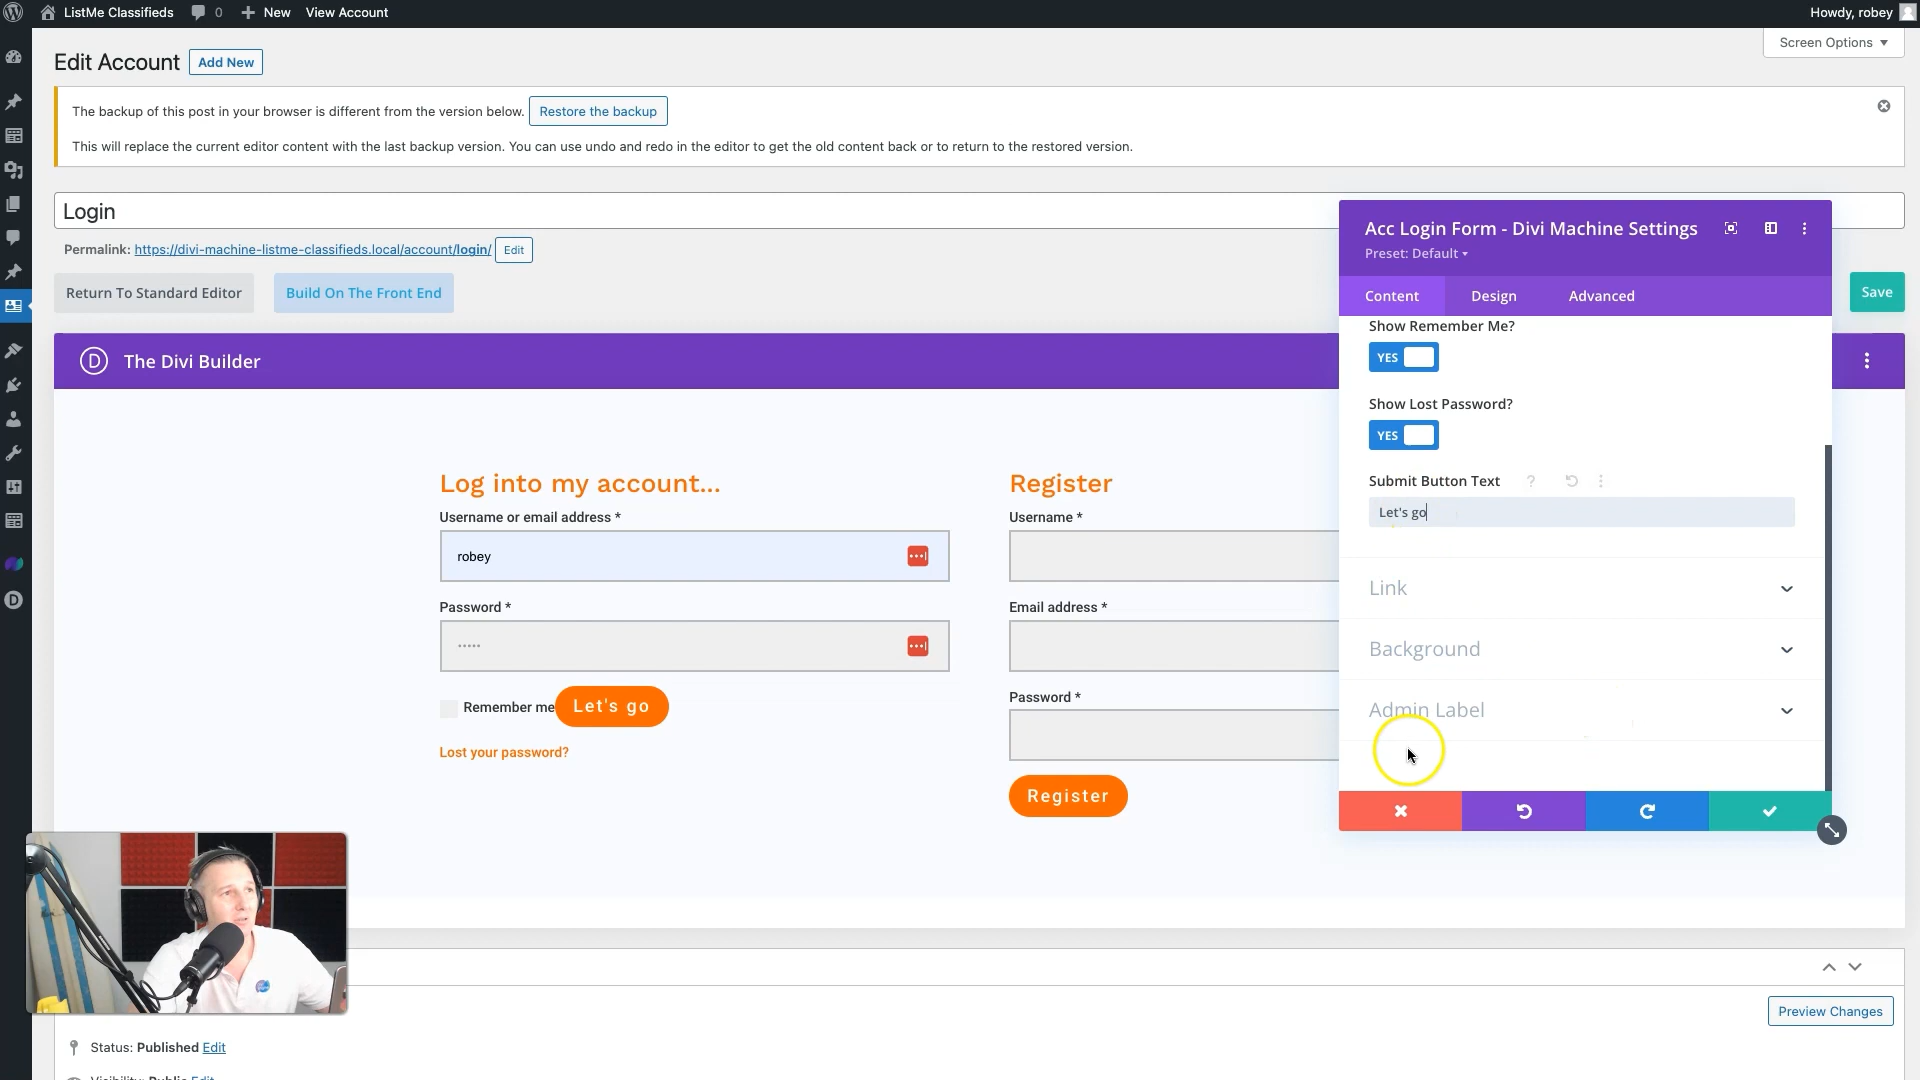 ListMe Classifieds
0
New
View Account
Howdy, robey
Screen Options
Edit Account
Add New
The backup of this post in your browser is different from the version below.
Restore the backup
This will replace the current editor content with the last backup version. You can use undo and redo in the editor to get the old content back or to return to the restored version.
Login
Permalink: https://divi-machine-listme-classifieds.local/account/login/
Edit
Return To Standard Editor
Build On The Front End
Save
D
The Divi Builder
Log into my account...
Username or email address *
robey
Password *
Remember me
Let's go
Lost your password?
Register
Username *
Email address *
Password *
Register
Acc Login Form - Divi Machine Settings
Preset: Default
Content
Design
Advanced
Show Remember Me?
YES
Show Lost Password?
YES
Submit Button Text
?
Let's go
Link
Background
Admin Label
Preview Changes
Status: Published Edit
Visibility: Public Edit